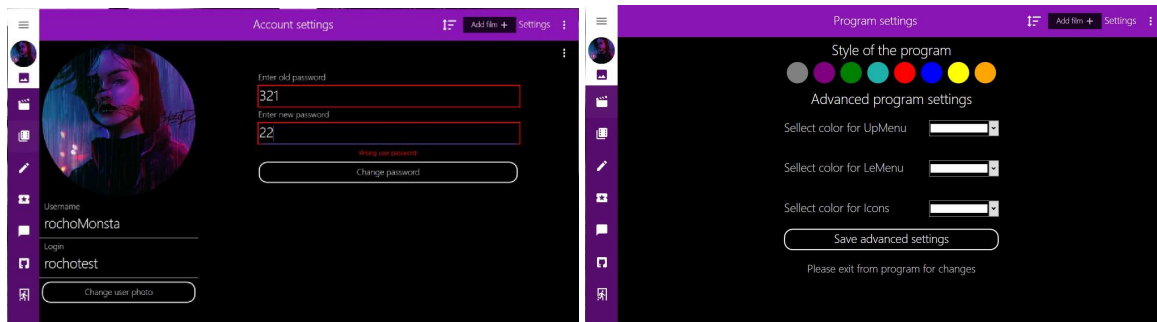 Account settings
Add film +
Settings
Enter old password
321
Enter new password
22
Wrong user password
Change password
Username
rochoMonsta
Login
rochotest
Change user photo
Program settings
Add film +
Settings
Style of the program
Advanced program settings
Sellect color for UpMenu
Sellect color for LeMenu
Sellect color for Icons
Save advanced settings
Please exit from program for changes